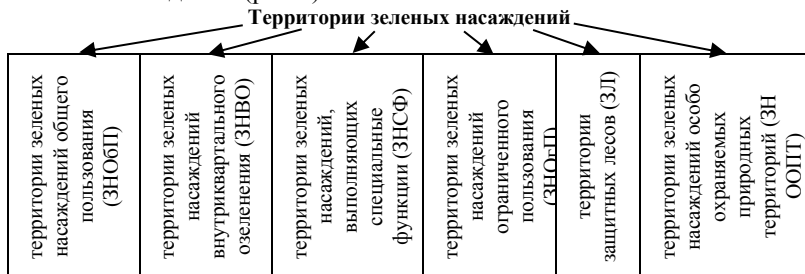 Территории зеленых насаждений
территории зеленых
насаждений общего
пользования
(ЗНОбП)
территории зеленых
насаждений
внутриквартального
озеленения (ЗНВО)
территории зеленых
насаждений,
выполняющих
специальные
функции (ЗНСФ)
территории зеленых
насаждений
ограниченного
пользования
(ЗНОгП)
территории
защитных лесов (ЗЛ)
территории зеленых
насаждений особо
охраняемых
природных
территорий (ЗН
ООПТ)